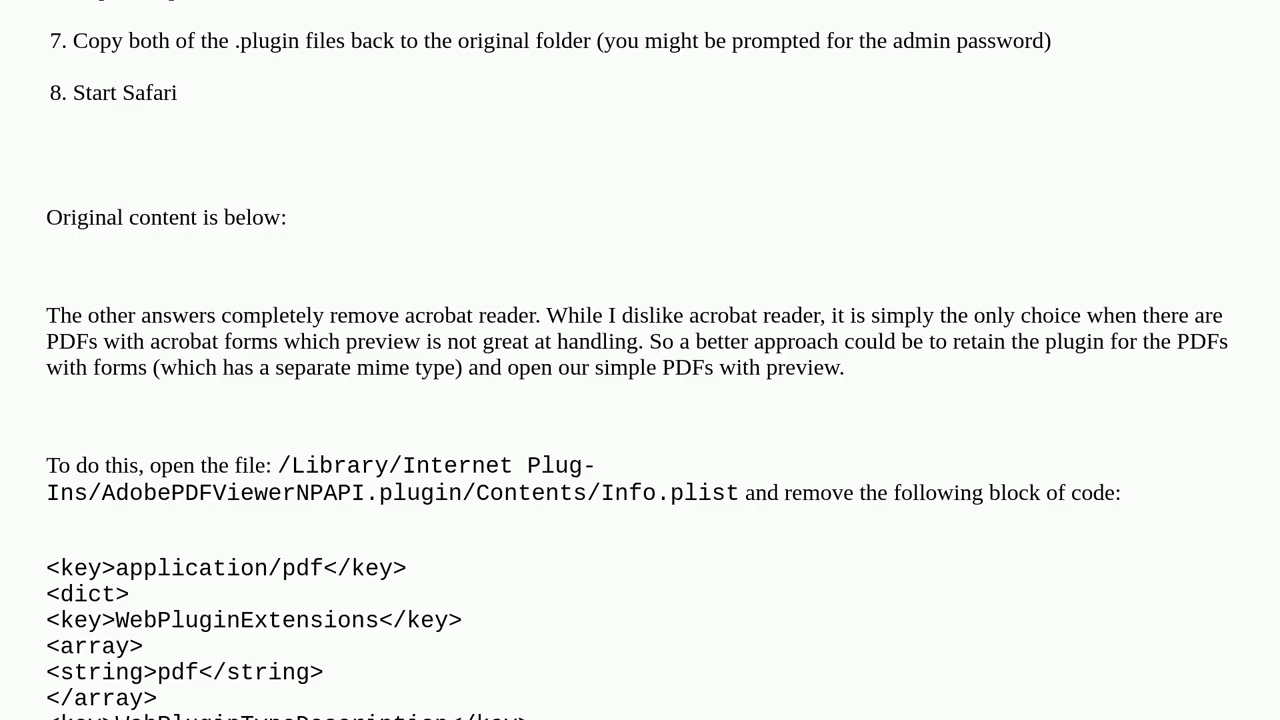 7. Copy both of the .plugin files back to the original folder (you might be prompted for the admin password)
8. Start Safari
Original content is below:
The other answers completely remove acrobat reader. While I dislike acrobat reader, it is simply the only choice when there are
PDFs with acrobat forms which preview is not great at handling. So a better approach could be to retain the plugin for the PDFs
with forms (which has a separate mime type) and open our simple PDFs with preview.
To do this, open the file: /Library/Internet Plug-
Ins/AdobePDFViewerNPAPI.plugin/Contents/Info.plist and remove the following block of code:
<key>application/pdf</key>
<dict>
<key>WebPluginExtensions</key>
<array>
<string>pdf</string>
</array>
<key>WebPluginTypeDescription</key>